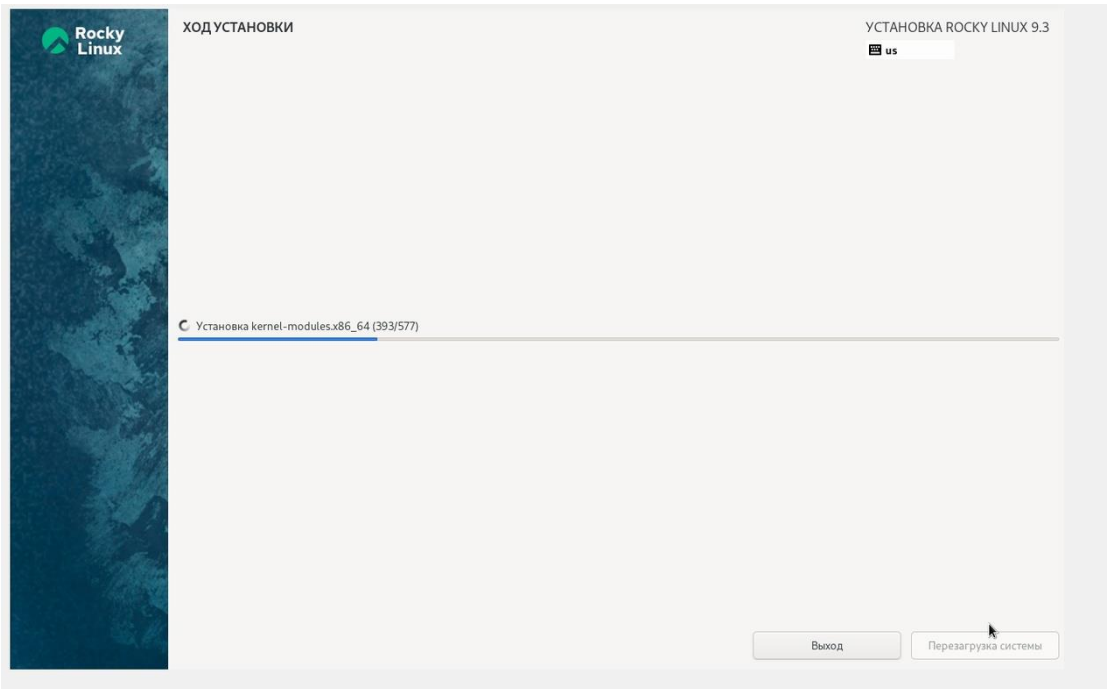 Rocky
Linux
ХОД УСТАНОВКИ
УСТАНОВКА ROCKY LINUX 9.3
us
Установка kernel-modules.x86_64 (393/577)
Выход
Перезагрузка системы